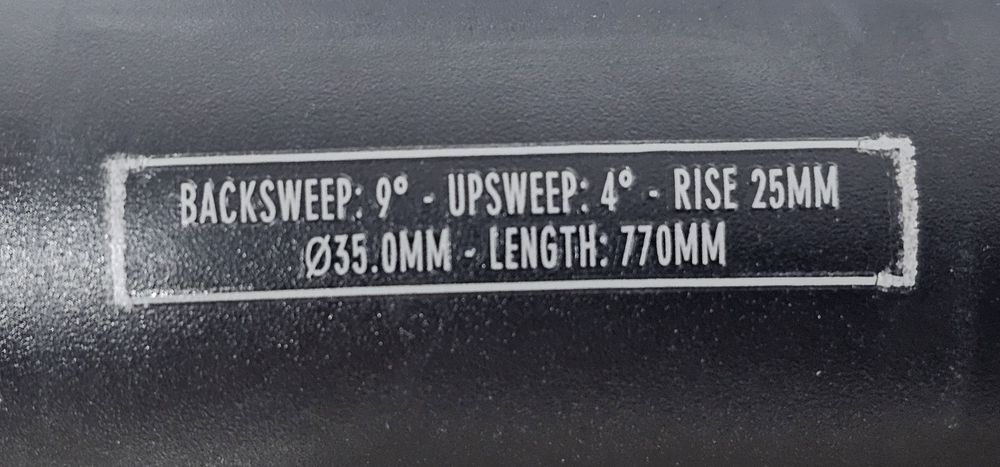 BACKSWEEP: 9° - UPSWEEP: 4° - RISE 25MM
Ø35.0MM - LENGTH: 770MM